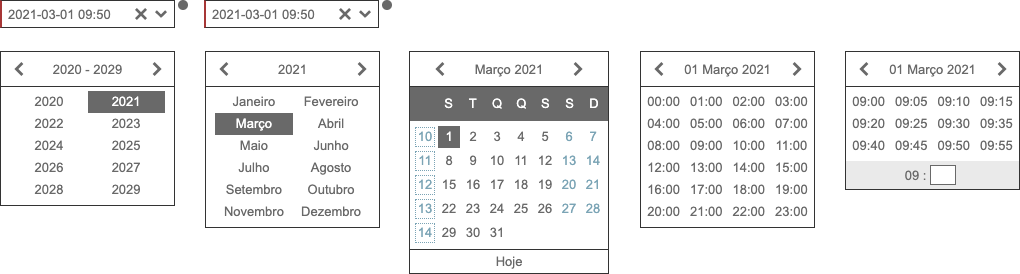 2021-03-01 09:50
2021-03-01 09:50
2020 - 2029
2020 2021
2022 2023
2024 2025
2026 2027
2028 2029
2021
Janeiro Fevereiro
Março Abril
Maio Junho
Julho Agosto
Setembro Outubro
Novembro Dezembro
Março 2021
S T Q Q S S D
10 1 2 3 4 5 6 7
11 8 9 10 11 12 13 14
12 15 16 17 18 19 20 21
13 22 23 24 25 26 27 28
14 29 30 31
Hoje
01 Março 2021
00:00 01:00 02:00 03:00
04:00 05:00 06:00 07:00
08:00 09:00 10:00 11:00
12:00 13:00 14:00 15:00
16:00 17:00 18:00 19:00
20:00 21:00 22:00 23:00
01 Março 2021
09:00 09:05 09:10 09:15
09:20 09:25 09:30 09:35
09:40 09:45 09:50 09:55
09 :